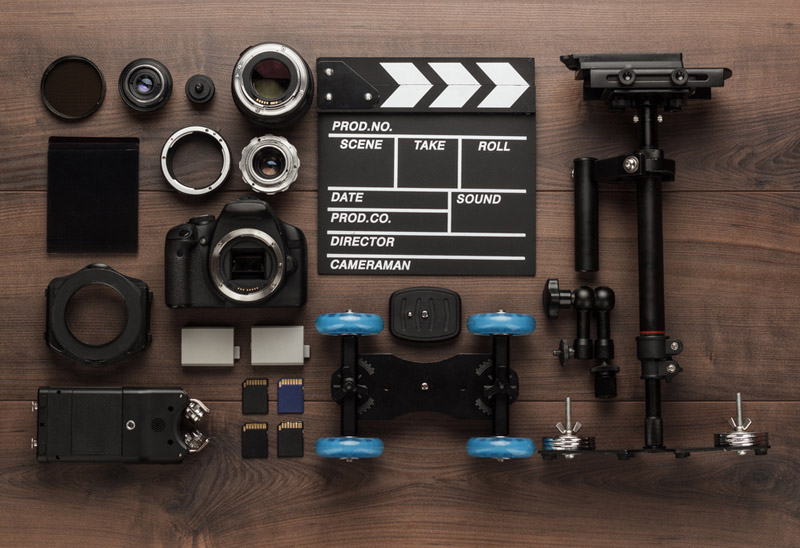 PROD.NO.
SCENE TAKE ROLL
DATE SOUND
PROD.CO.
DIRECTOR
CAMERAMAN